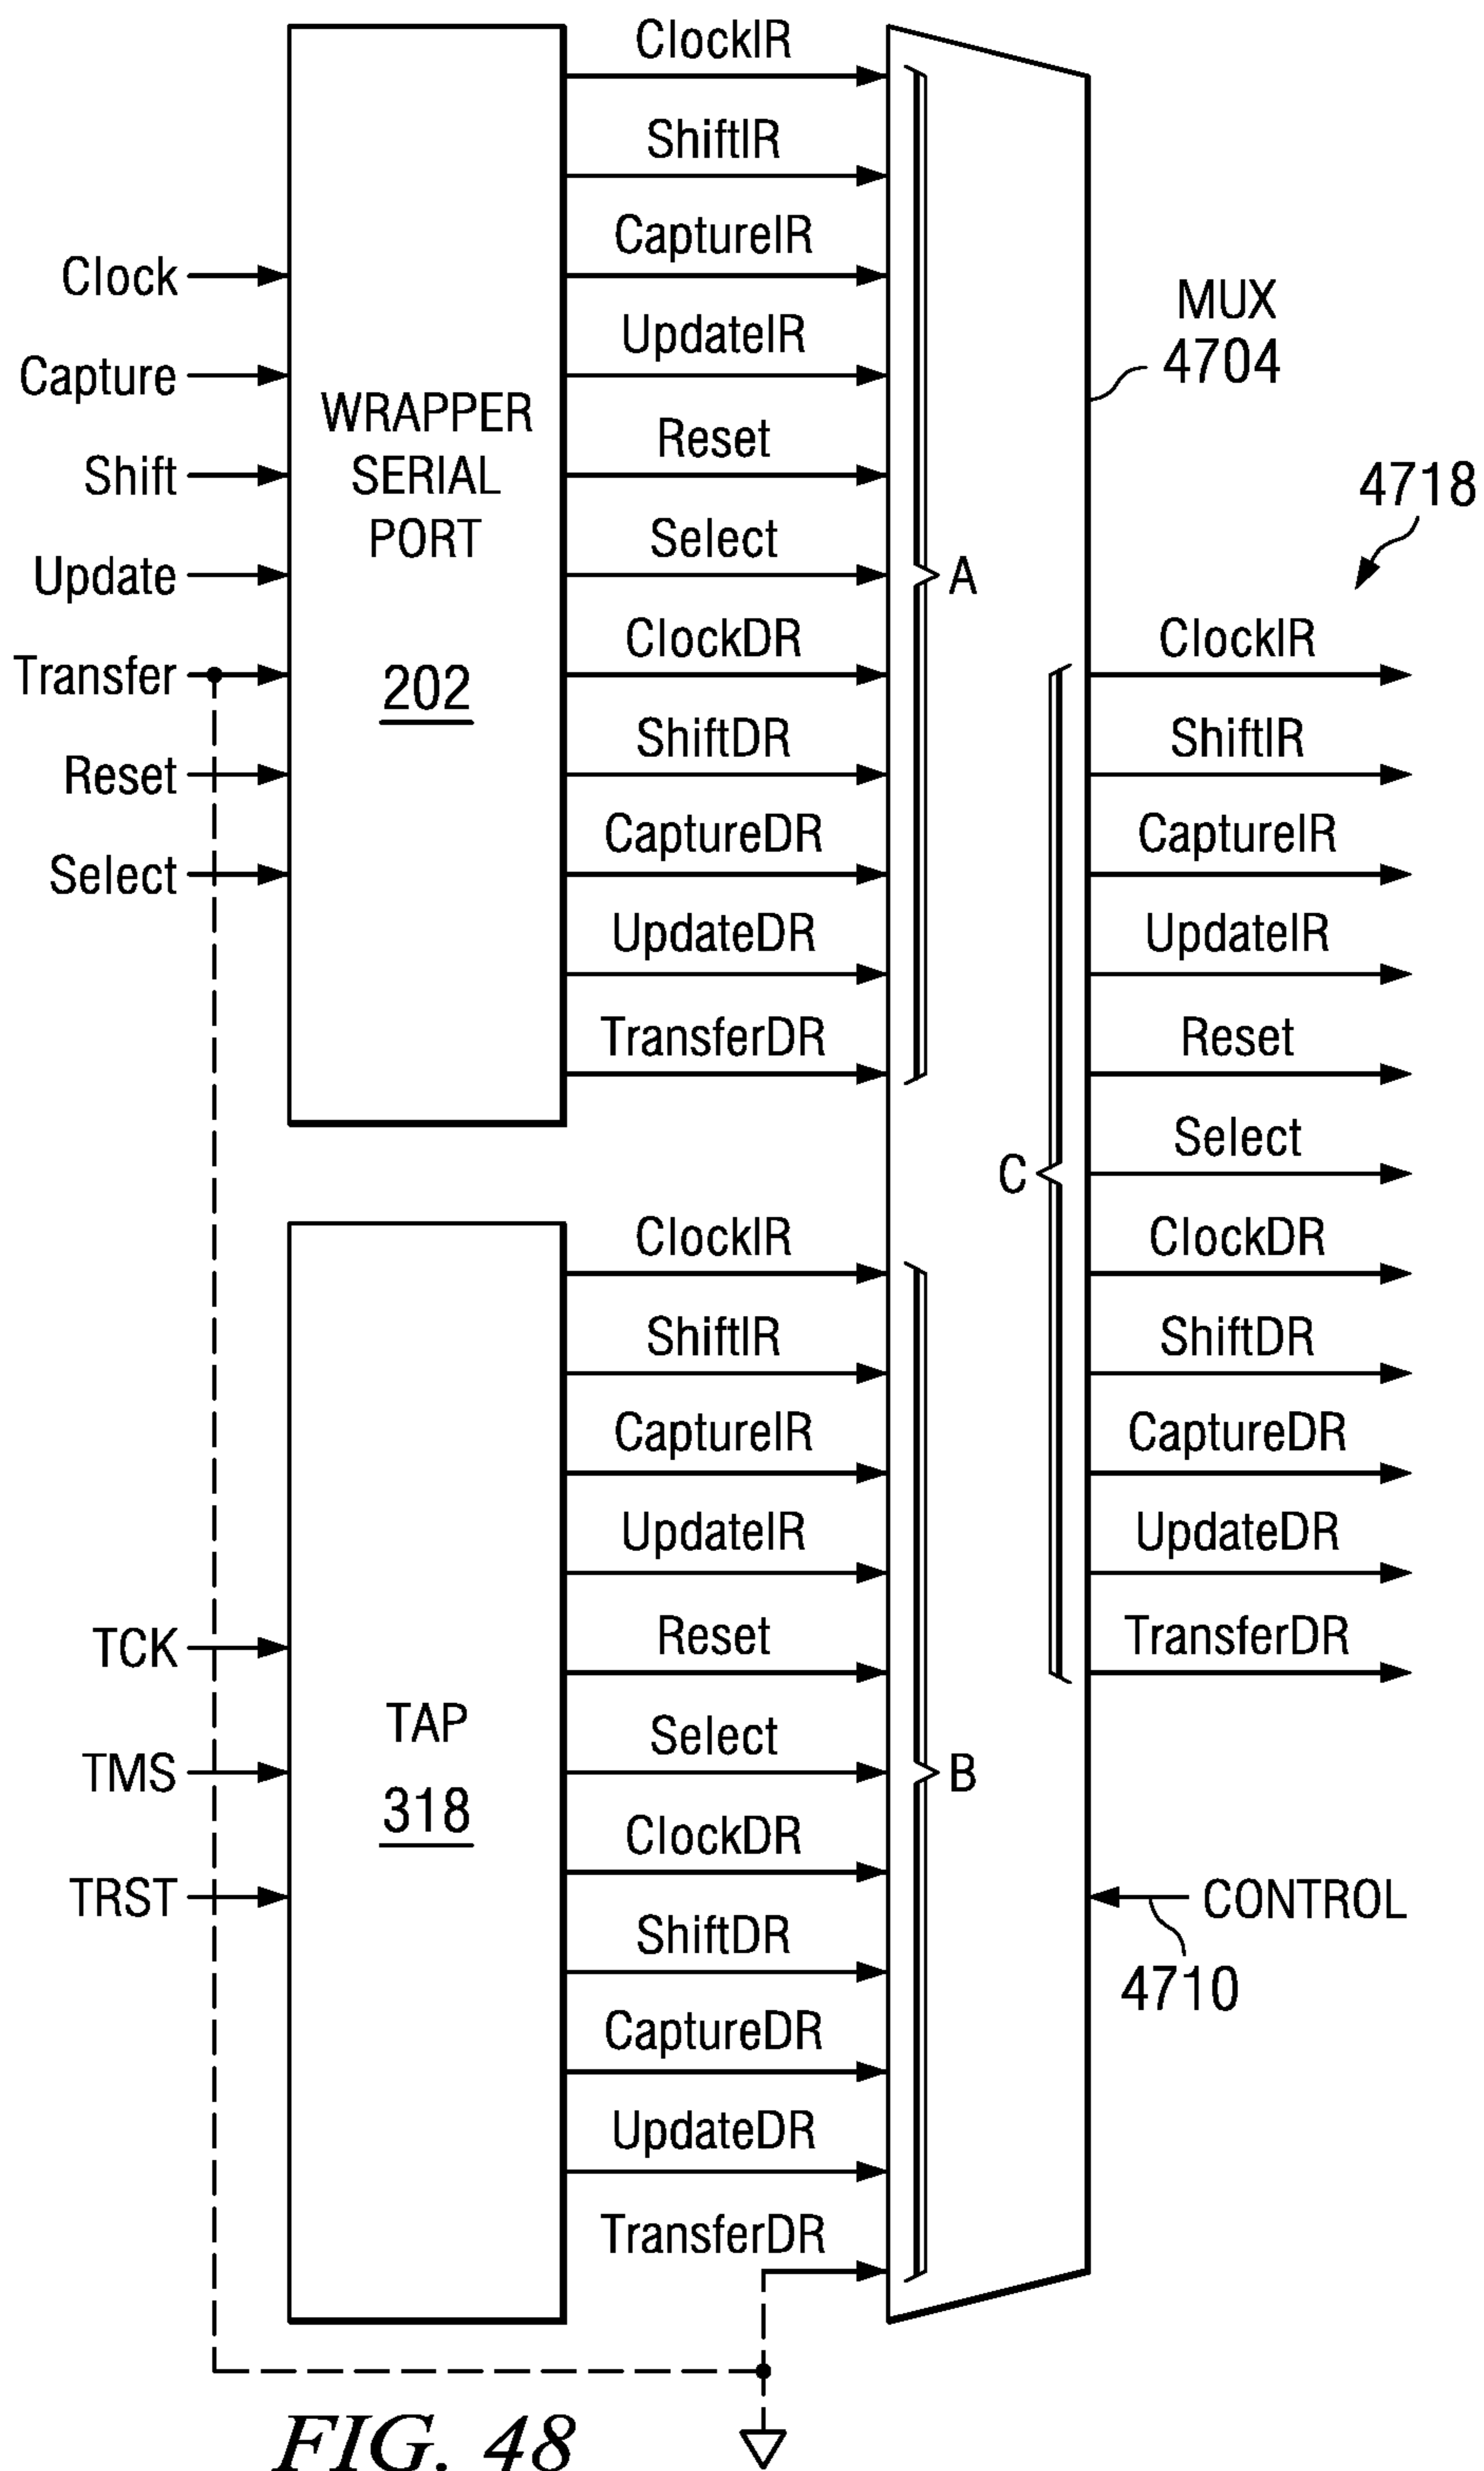 Clock
Capture
Shift
Update
Transfer
Reset
Select
WRAPPER
SERIAL
PORT
202
ClockIR
ShiftIR
CaptureIR
UpdateIR
Reset
Select
ClockDR
ShiftDR
CaptureDR
UpdateDR
TransferDR
A
MUX
4704
4718
C
ClockIR
ShiftIR
CaptureIR
UpdateIR
Reset
Select
ClockDR
ShiftDR
CaptureDR
UpdateDR
TransferDR
TCK
TMS
TRST
TAP
318
ClockIR
ShiftIR
CaptureIR
UpdateIR
Reset
Select
ClockDR
ShiftDR
CaptureDR
UpdateDR
TransferDR
B
CONTROL
4710
FIG. 48